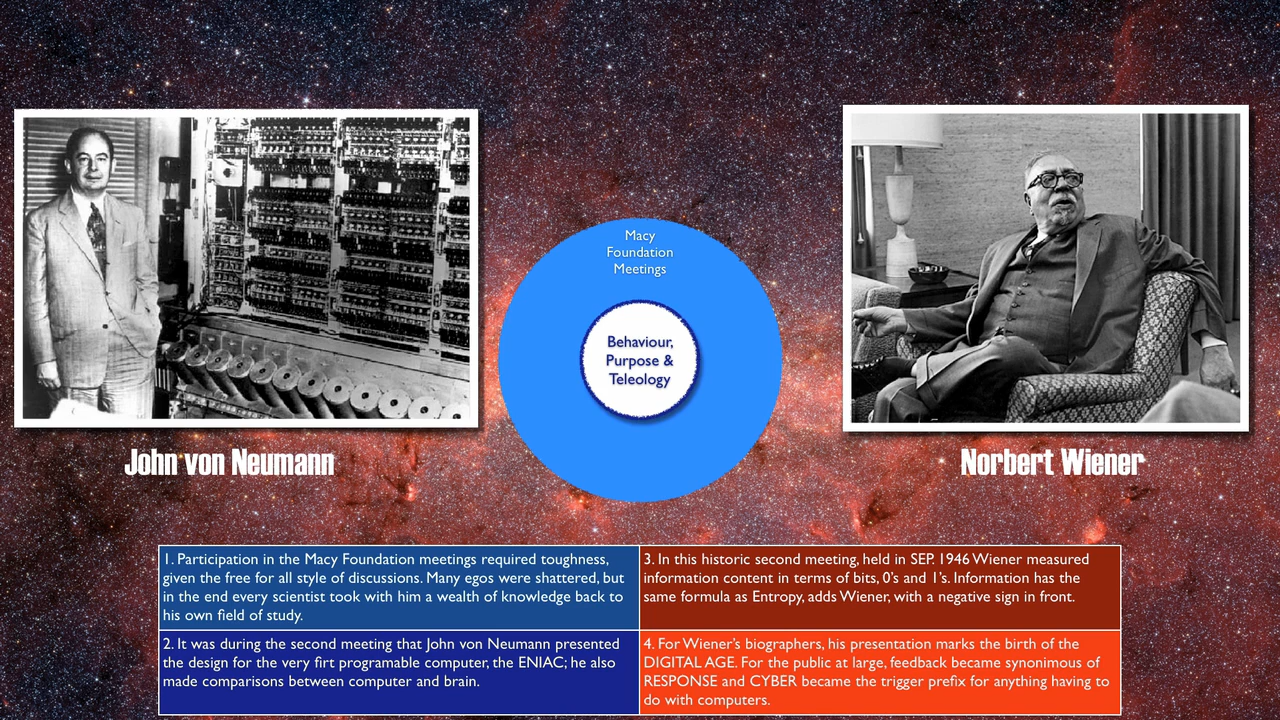 Macy
Foundation
Meetings
Behaviour,
Purpose &
Teleology
John von Neumann
Norbert Wiener
1. Participation in the Macy Foundation meetings required toughness,
given the free for all style of discussions. Many egos were shattered, but
in the end every scientist took with him a wealth of knowledge back to
his own field of study.
2. It was during the second meeting that John von Neumann presented
the design for the very firt programable computer, the ENIAC; he also
made comparisons between computer and brain.
3. In this historic second meeting, held in SEP. 1946 Wiener measured
information content in terms of bits, 0's and 1's. Information has the
same formula as Entropy, adds Wiener, with a negative sign in front.
4. For Wiener's biographers, his presentation marks the birth of the
DIGITAL AGE. For the public at large, feedback became synonimous of
RESPONSE and CYBER became the trigger prefix for anything having to
do with computers.